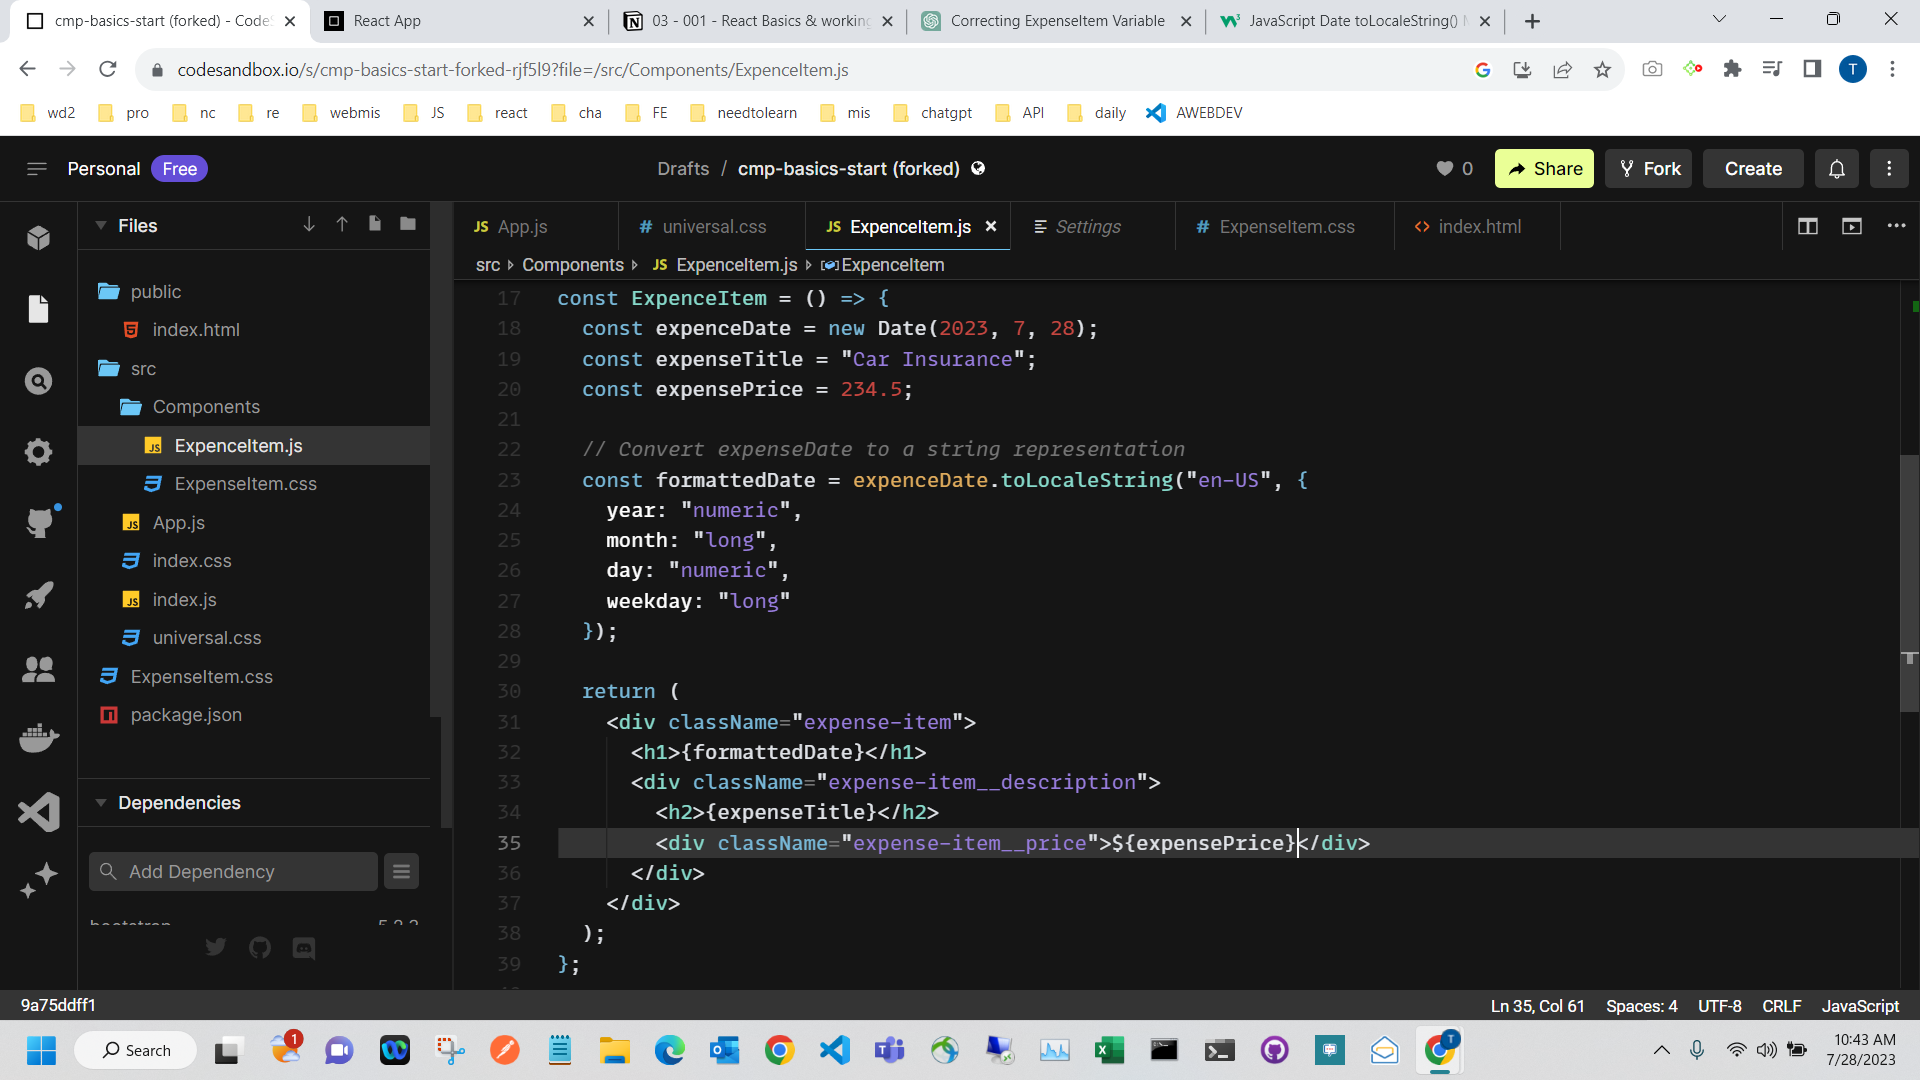 cmp-basics-start (forked) - CodeS
React App
03 - 001 - React Basics & working
Correcting ExpenseItem Variable
JavaScript Date toLocaleString() M
codesandbox.io/s/cmp-basics-start-forked-rjf5l9?file=/src/Components/ExpenceItem.js
T
wd2 pro nc re webmis JS react cha FE needtolearn mis chatgpt API daily AWEBDEV
Personal Free
Drafts / cmp-basics-start (forked)
0 Share Fork Create
Files
App.js universal.css ExpenceItem.js Settings ExpenseItem.css index.html
src Components ExpenceItem.js ExpenceItem
public
index.html
src
Components
ExpenceItem.js
ExpenseItem.css
App.js
index.css
index.js
universal.css
ExpenseItem.css
package.json
Dependencies
Add Dependency
bootstrap
17 const ExpenceItem = () => {
18 const expenceDate = new Date(2023, 7, 28);
19 const expenseTitle = "Car Insurance";
20 const expensePrice = 234.5;
21
22 // Convert expenseDate to a string representation
23 const formattedDate = expenceDate.toLocaleString("en-US", {
24 year: "numeric",
25 month: "long",
26 day: "numeric",
27 weekday: "long"
28 });
29
30 return (
31 <div className="expense-item">
32 <h1>{formattedDate}</h1>
33 <div className="expense-item__description">
34 <h2>{expenseTitle}</h2>
35 <div className="expense-item__price">${expensePrice}</div>
36 </div>
37 </div>
38 );
39 };
9a75ddff1
Ln 35, Col 61 Spaces: 4 UTF-8 CRLF JavaScript
Search
1
T
10:43 AM
7/28/2023